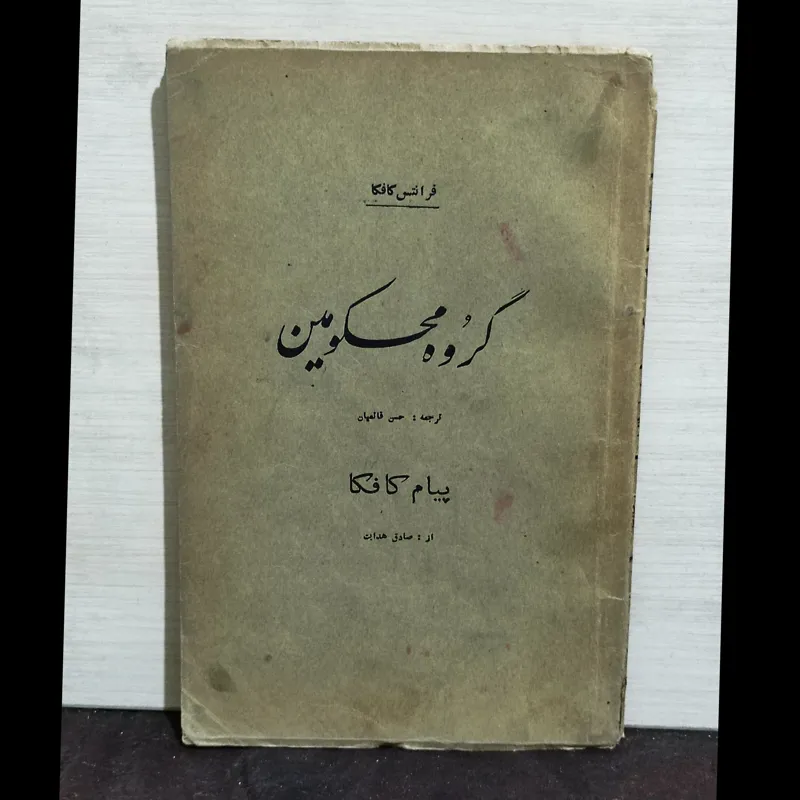 فرانتس کافکا
گروه محکومین
ترجمه : حسن قائمیان
پیام کافکا
از : صادق هدایت